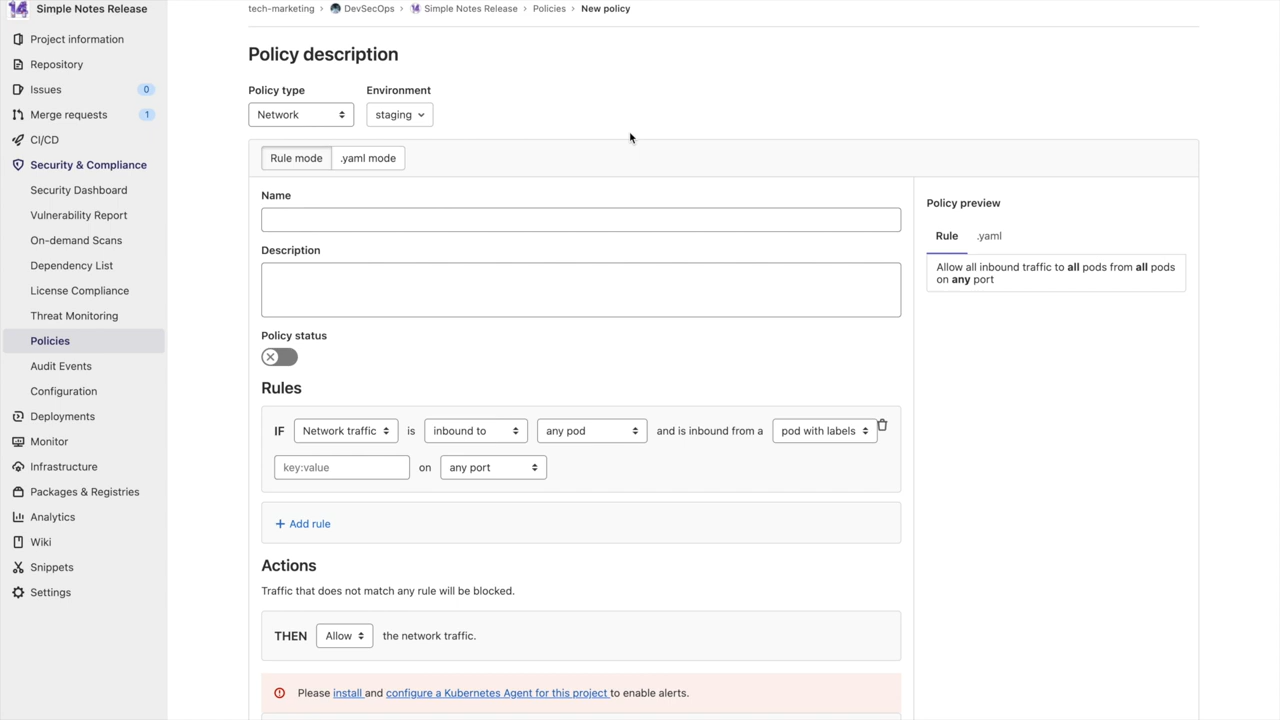 Simple Notes Release
tech-marketing › DevSecOps › Simple Notes Release › Policies › New policy
Project information
Repository
Issues 0
Merge requests 1
CI/CD
Security & Compliance
Security Dashboard
Vulnerability Report
On-demand Scans
Dependency List
License Compliance
Threat Monitoring
Policies
Audit Events
Configuration
Deployments
Monitor
Infrastructure
Packages & Registries
Analytics
Wiki
Snippets
Settings
Policy description
Policy type Environment
Network staging
Rule mode .yaml mode
Name
Description
Policy status
Rules
IF Network traffic is inbound to any pod and is inbound from a pod with labels
key:value on any port
+ Add rule
Actions
Traffic that does not match any rule will be blocked.
THEN Allow the network traffic.
Please install and configure a Kubernetes Agent for this project to enable alerts.
Policy preview
Rule .yaml
Allow all inbound traffic to all pods from all pods
on any port